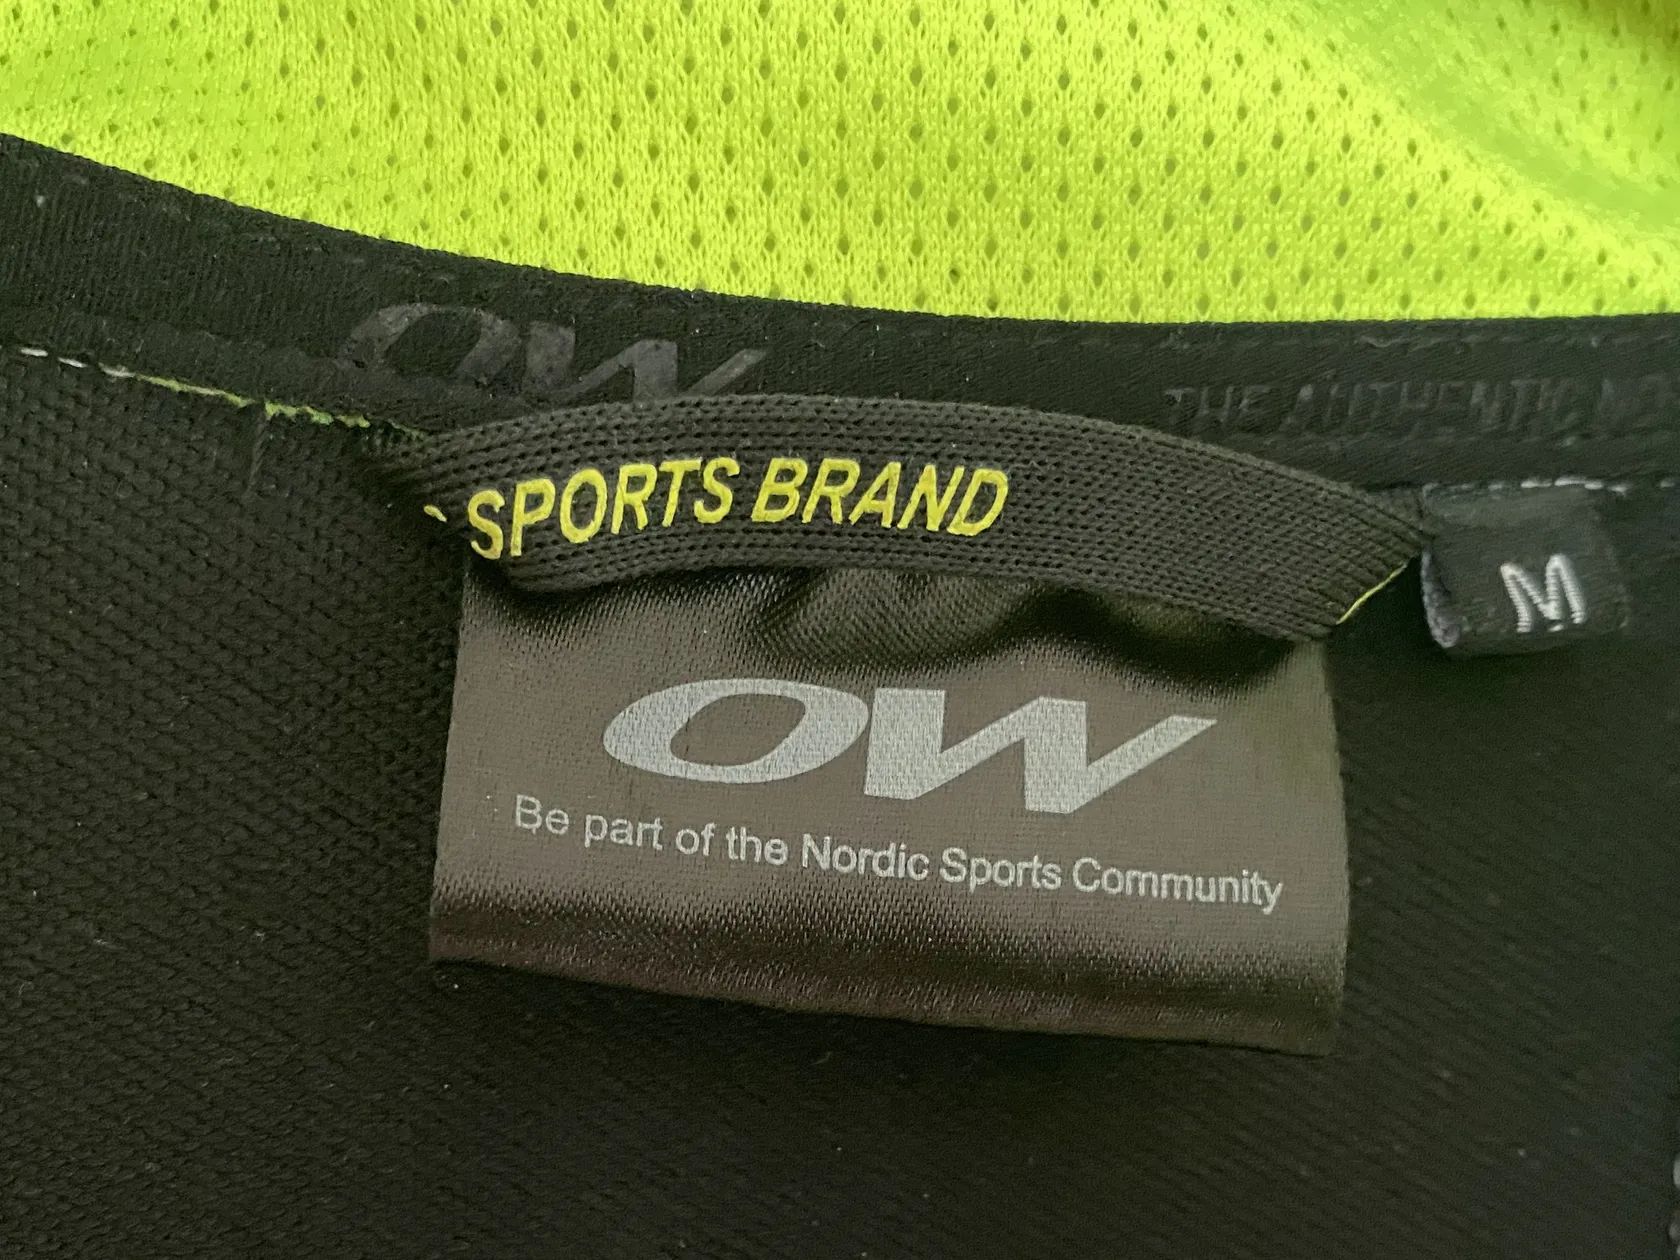 OW
THE AUTHENTIC
SPORTS BRAND
M
OW
Be part of the Nordic Sports Community